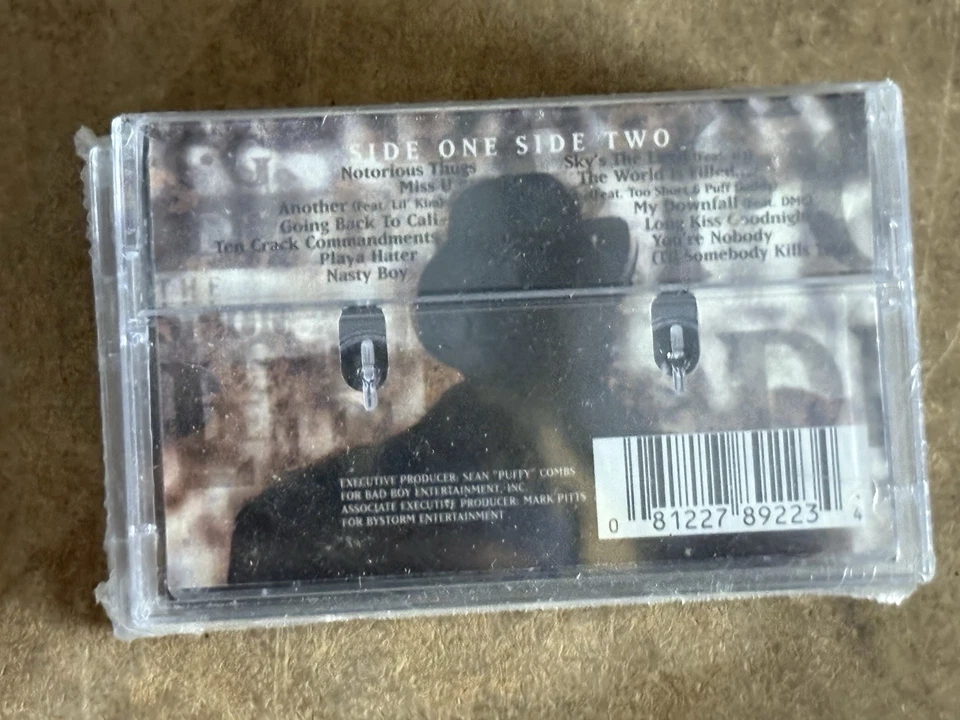 SIDE ONE SIDE TWO
Notorious Thugs
Miss U
Another (feat. Lil' Kim)
Going Back To Cali
Ten Crack Commandments
Playa Hater
Nasty Boy
Sky's The Limit (feat.
The World Is Filled...
(feat. Too Short & Puff Daddy)
My Downfall (feat. DMC)
Long Kiss Goodnight
You're Nobody
(Til Somebody Kills
THE
EXECUTIVE PRODUCER: SEAN "PUFFY" COMBS
FOR BAD BOY ENTERTAINMENT, INC
ASSOCIATE EXECUTIVE PRODUCER: MARK PITTS
FOR BYSTORM ENTERTAINMENT
0 81227 89223 4